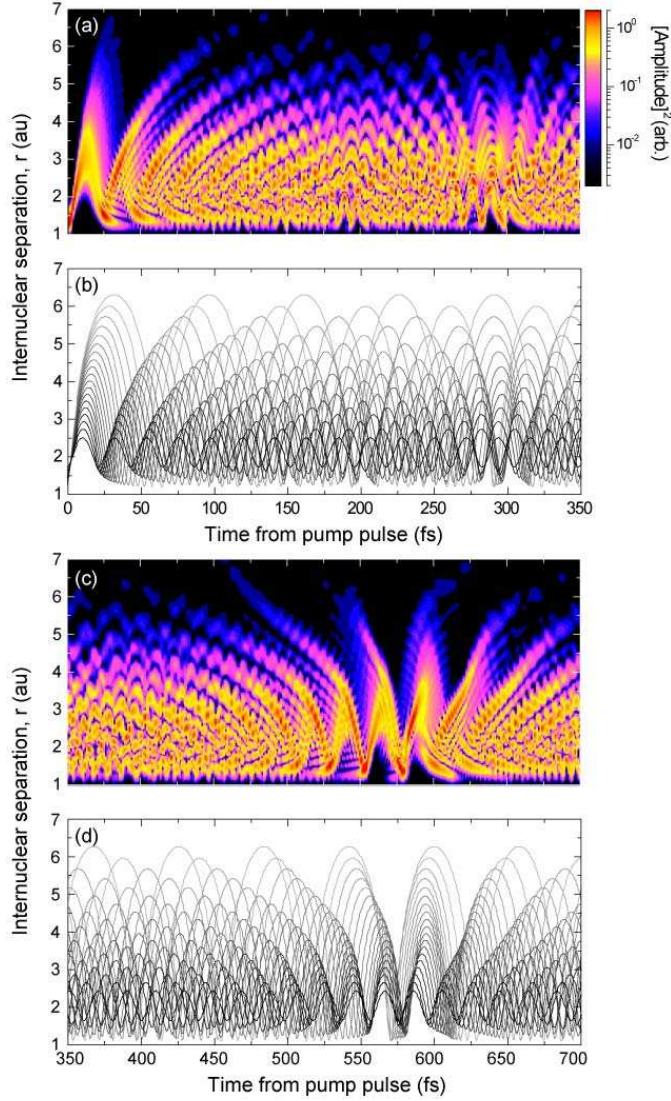 (a)
7
6
5
4
3
2
1
10⁰
10⁻¹
10⁻²
[Amplitude]² (arb.)
Internuclear separation, r (au)
(b)
7
6
5
4
3
2
1
0 50 100 150 200 250 300 350
Time from pump pulse (fs)
(c)
7
6
5
4
3
2
1
Internuclear separation, r (au)
(d)
7
6
5
4
3
2
1
350 400 450 500 550 600 650 700
Time from pump pulse (fs)